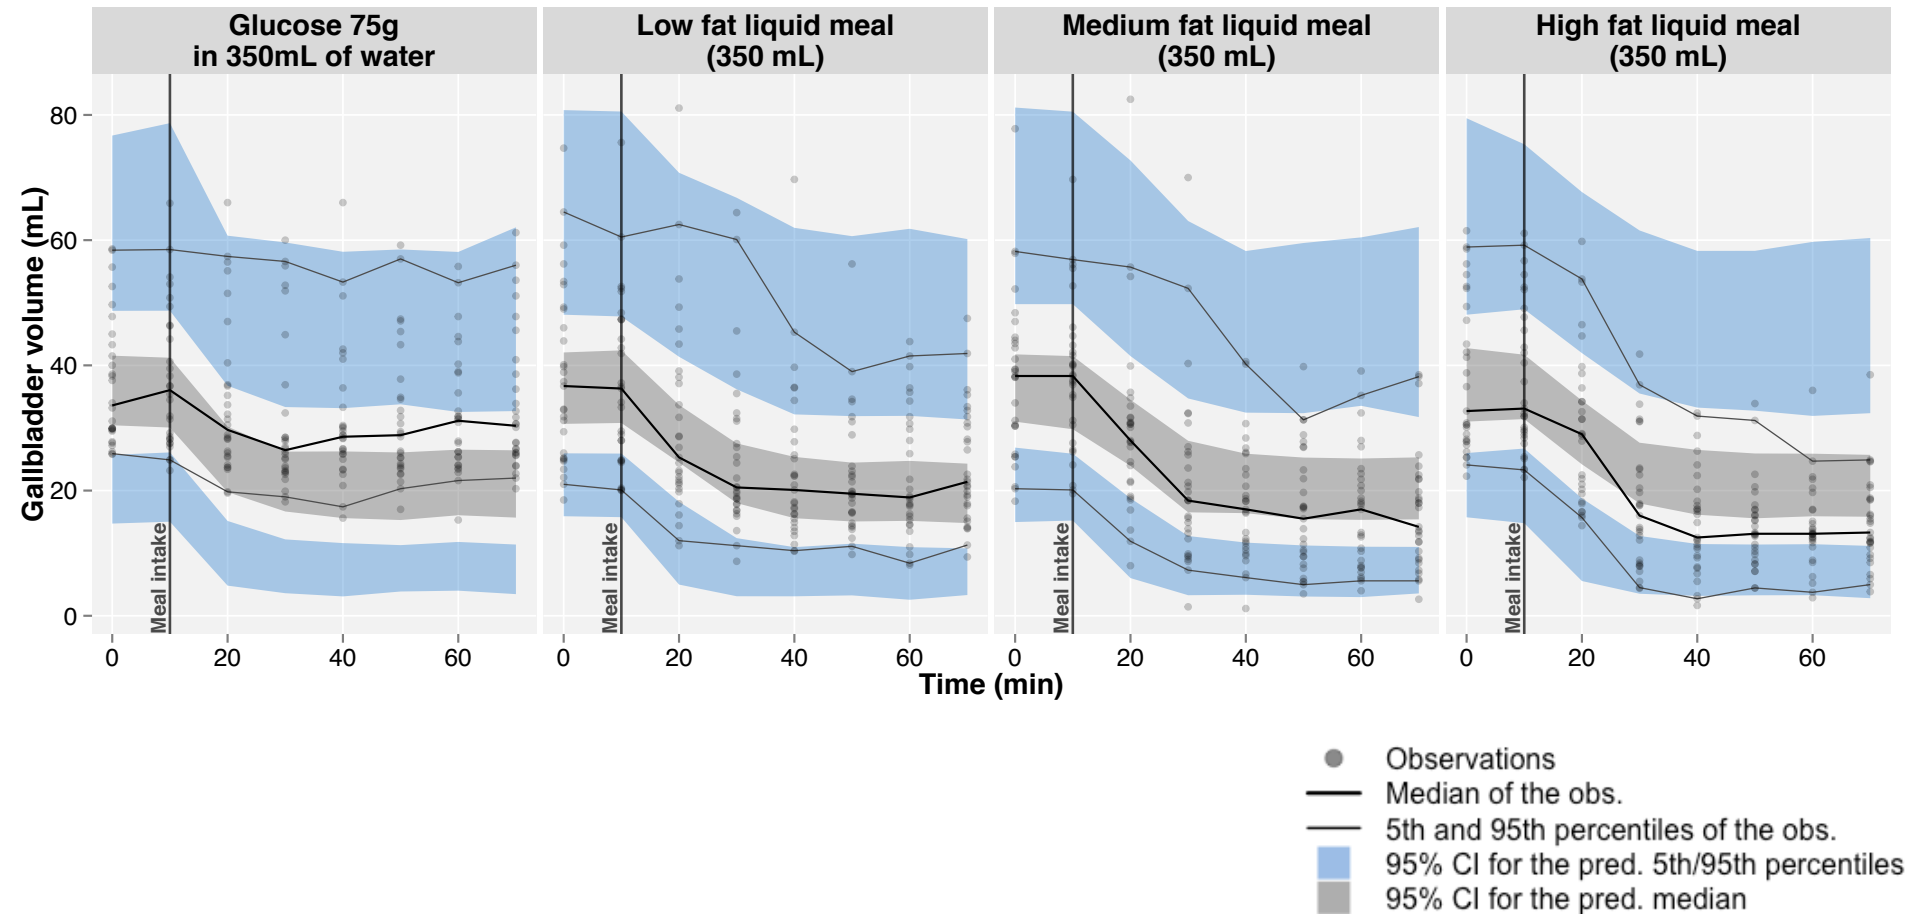 Glucose 75g
in 350mL of water
Low fat liquid meal
(350 mL)
Medium fat liquid meal
(350 mL)
High fat liquid meal
(350 mL)
Gallbladdder volume (mL)
80
60
40
20
0
Meal intake
Meal intake
Meal intake
Meal intake
0 20 40 60
0 20 40 60
0 20 40 60
0 20 40 60
Time (min)
Observations
Median of the obs.
5th and 95th percentiles of the obs.
95% CI for the pred. 5th/95th percentiles
95% CI for the pred. median